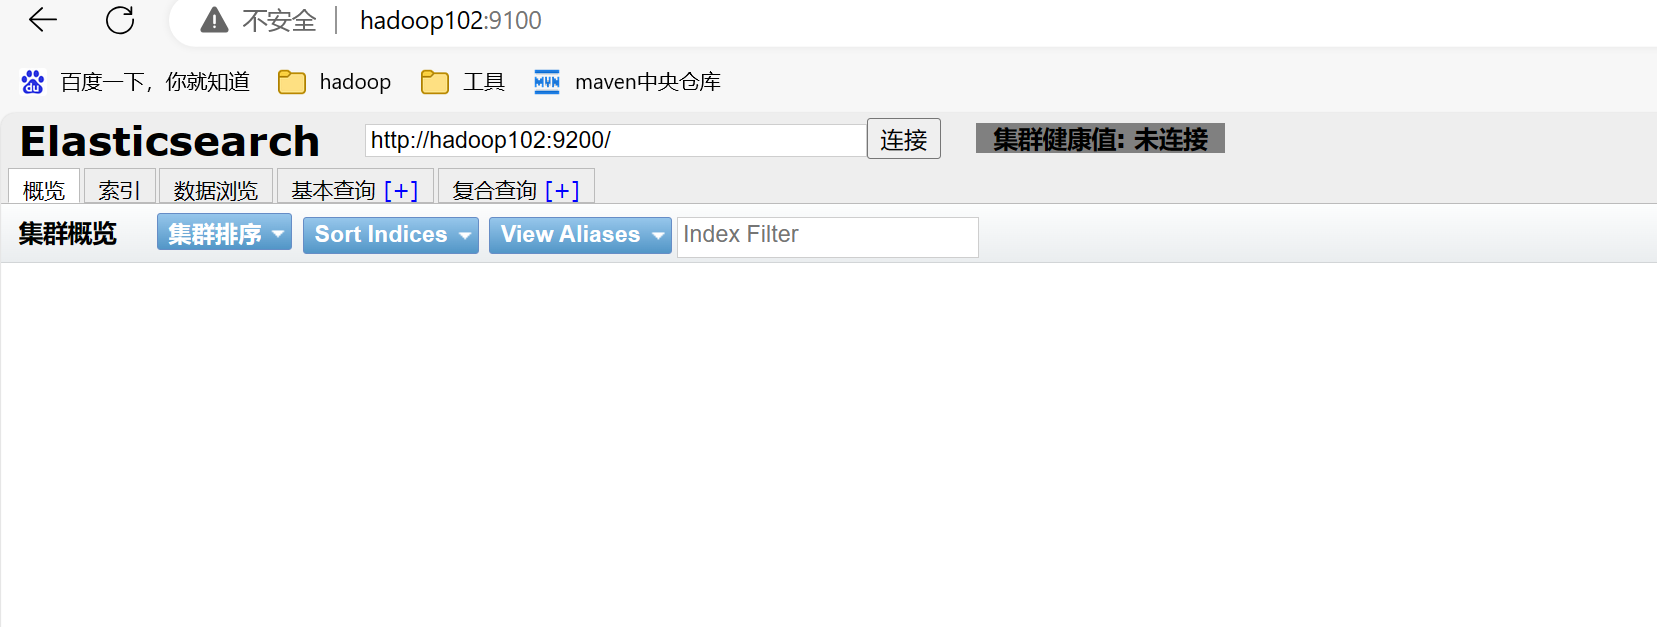 不安全 hadoop102:9100
百度一下，你就知道 hadoop 工具 MVN maven中央仓库
Elasticsearch http://hadoop102:9200/ 连接 集群健康值: 未连接
概览 索引 数据浏览 基本查询 [+] 复合查询 [+]
集群概览 集群排序 Sort Indices View Aliases Index Filter